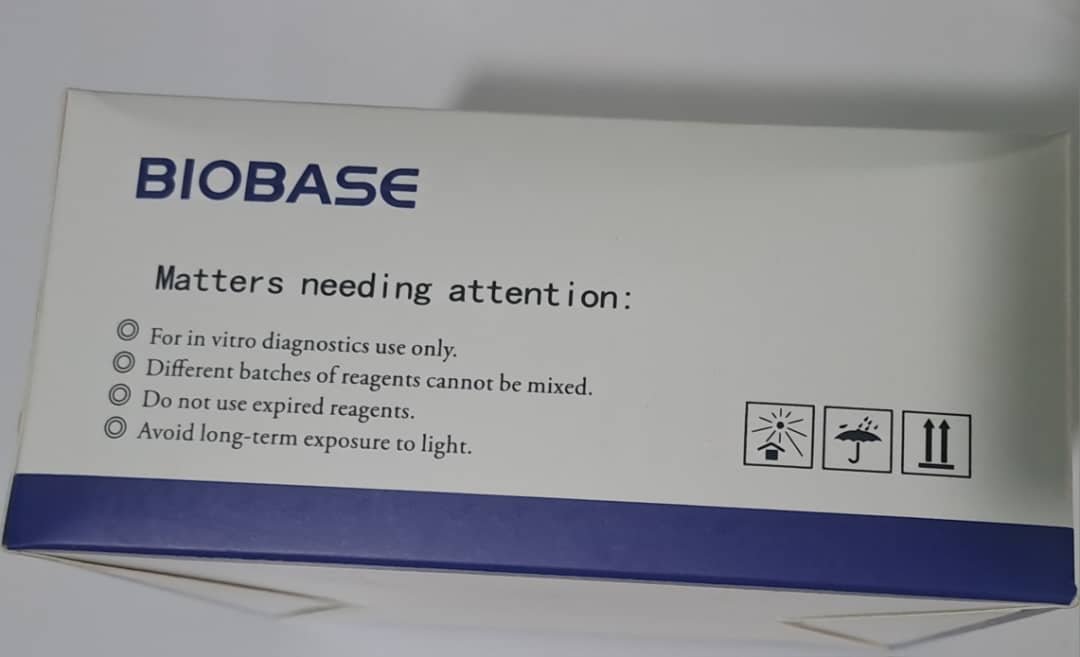 BIOBASE
Matters needing attention:
◎ For in vitro diagnostics use only.
◎ Different batches of reagents cannot be mixed.
◎ Do not use expired reagents.
◎ Avoid long-term exposure to light.